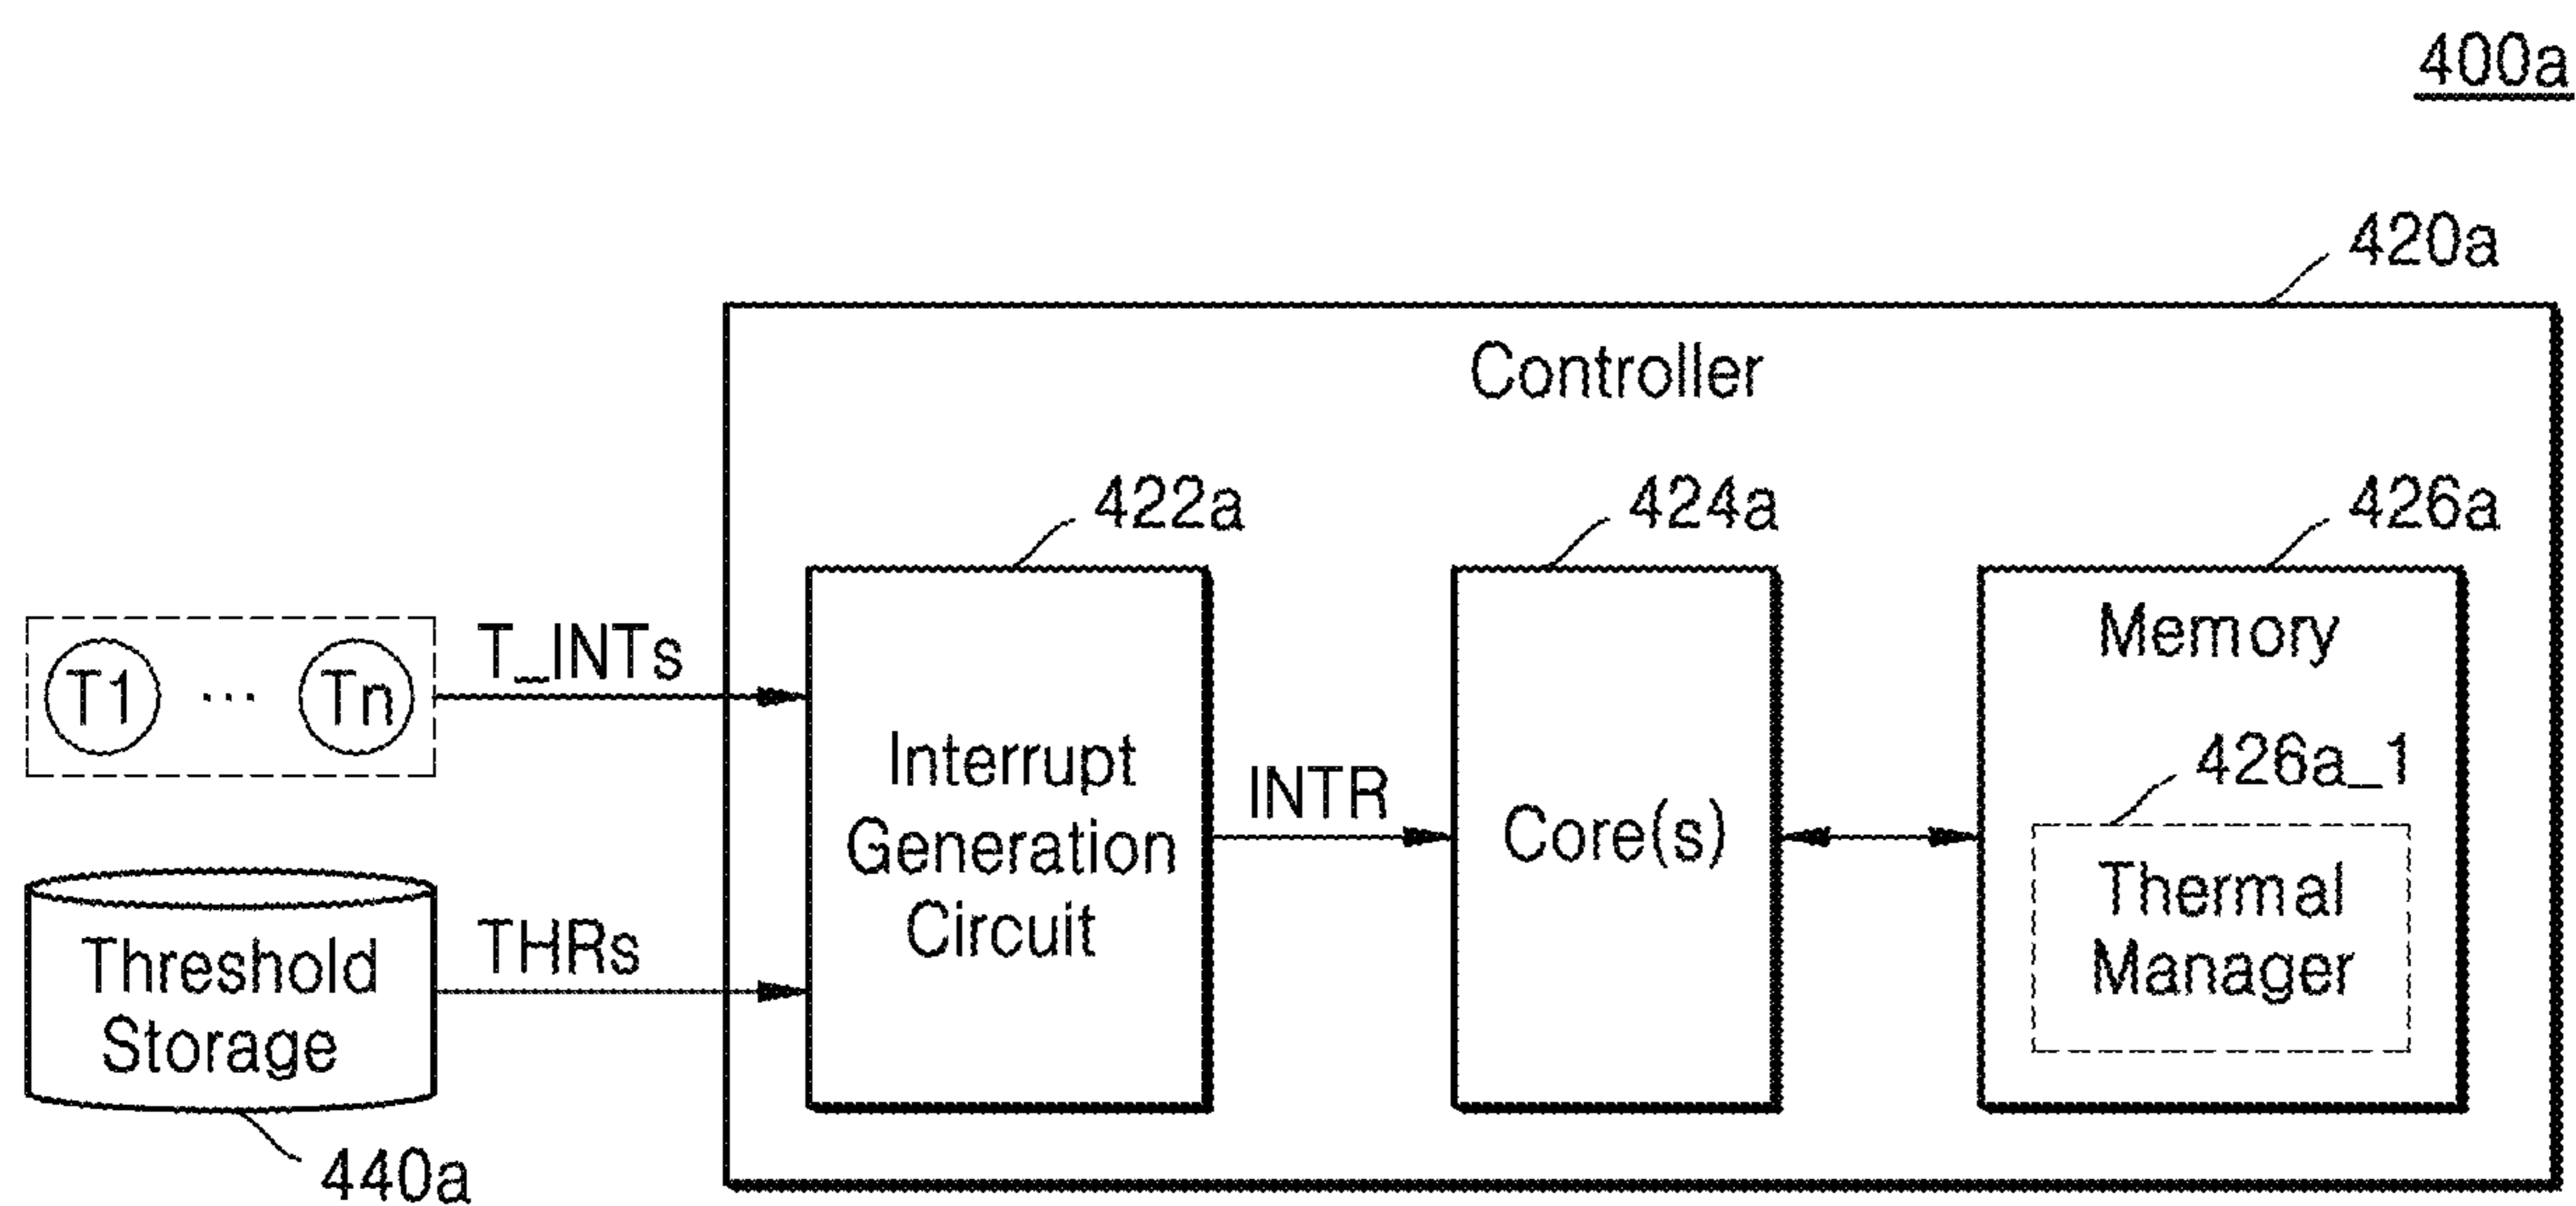 400a
420a
Controller
422a
424a
426a
T1 ... Tn
T_INTs
Interrupt
Generation
Circuit
INTR
Core(s)
Memory
426a_1
Thermal
Manager
Threshold
Storage
THRs
440a